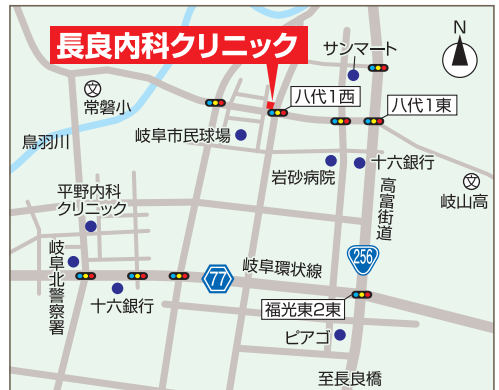 長良内科クリニック
サンマート
N
常磐小
八代1西
八代1東
鳥羽川
岐阜市民球場
岩砂病院
十六銀行
岐山高
高富街道
平野内科
クリニック
岐阜北警察署
岐阜環状線
256
77
十六銀行
福光東2東
ピアゴ
至長良橋
文
文